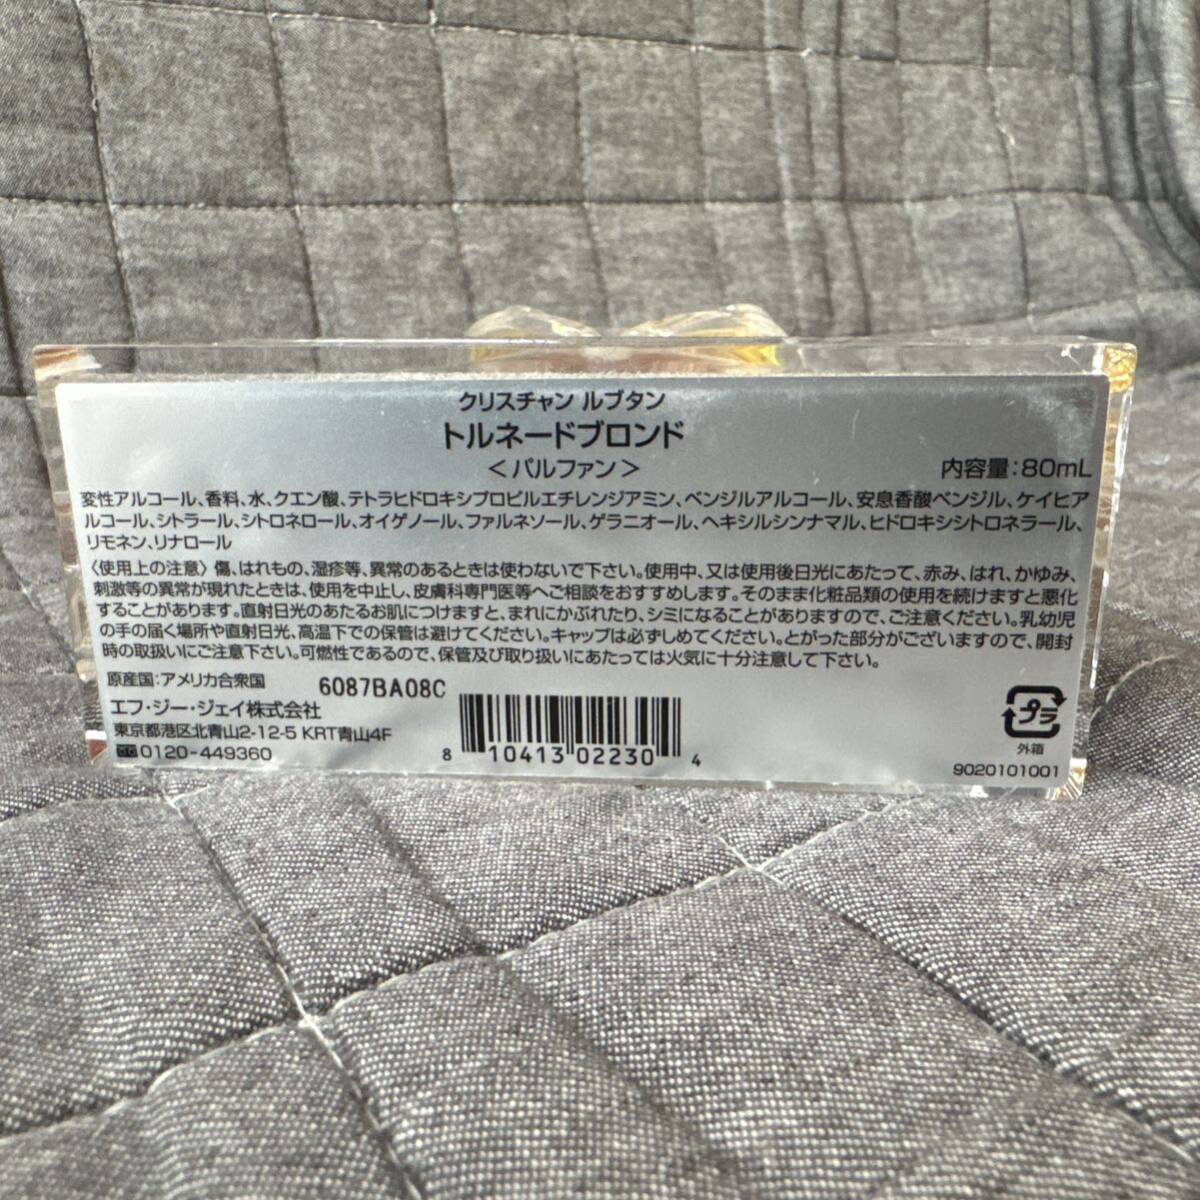 クリスチャン ルブタン
トルネードブロンド
＜パルファン＞
内容量:80mL
変性アルコール、香料、水、クエン酸、テトラヒドロキシプロピルエチレンジアミン、ベンジルアルコール、安息香酸ベンジル、ケイヒア
ルコール、シトラール、シトロネロール、オイゲノール、ファルネソール、ゲラニオール、ヘキシルシンナマル、ヒドロキシシトロネラール、
リモネン、リナロール
〈使用上の注意〉傷、はれもの、湿疹等、異常のあるときは使わないで下さい。使用中、又は使用後日光にあたって、赤み、はれ、かゆみ、
刺激等の異常が現れたときは、使用を中止し、皮膚科専門医等へご相談をおすすめします。そのまま化粧品類の使用を続けますと悪化
することがあります。直射日光のあたるお肌につけますと、まれにかぶれたり、シミになることがありますので、ご注意ください。乳幼児
の手の届く場所や直射日光、高温下での保管は避けてください。キャップは必ずしめてください。とがった部分がございますので、開封
時の取扱いにご注意下さい。可燃性であるので、保管及び取り扱いにあたっては火気に十分注意して下さい。
原産国:アメリカ合衆国
6087BA08C
エフ・ジー・ジェイ株式会社
東京都港区北青山2-12-5 KRT青山4F
0120-449360
8 10413 02230 4
プラ
外箱
9020101001